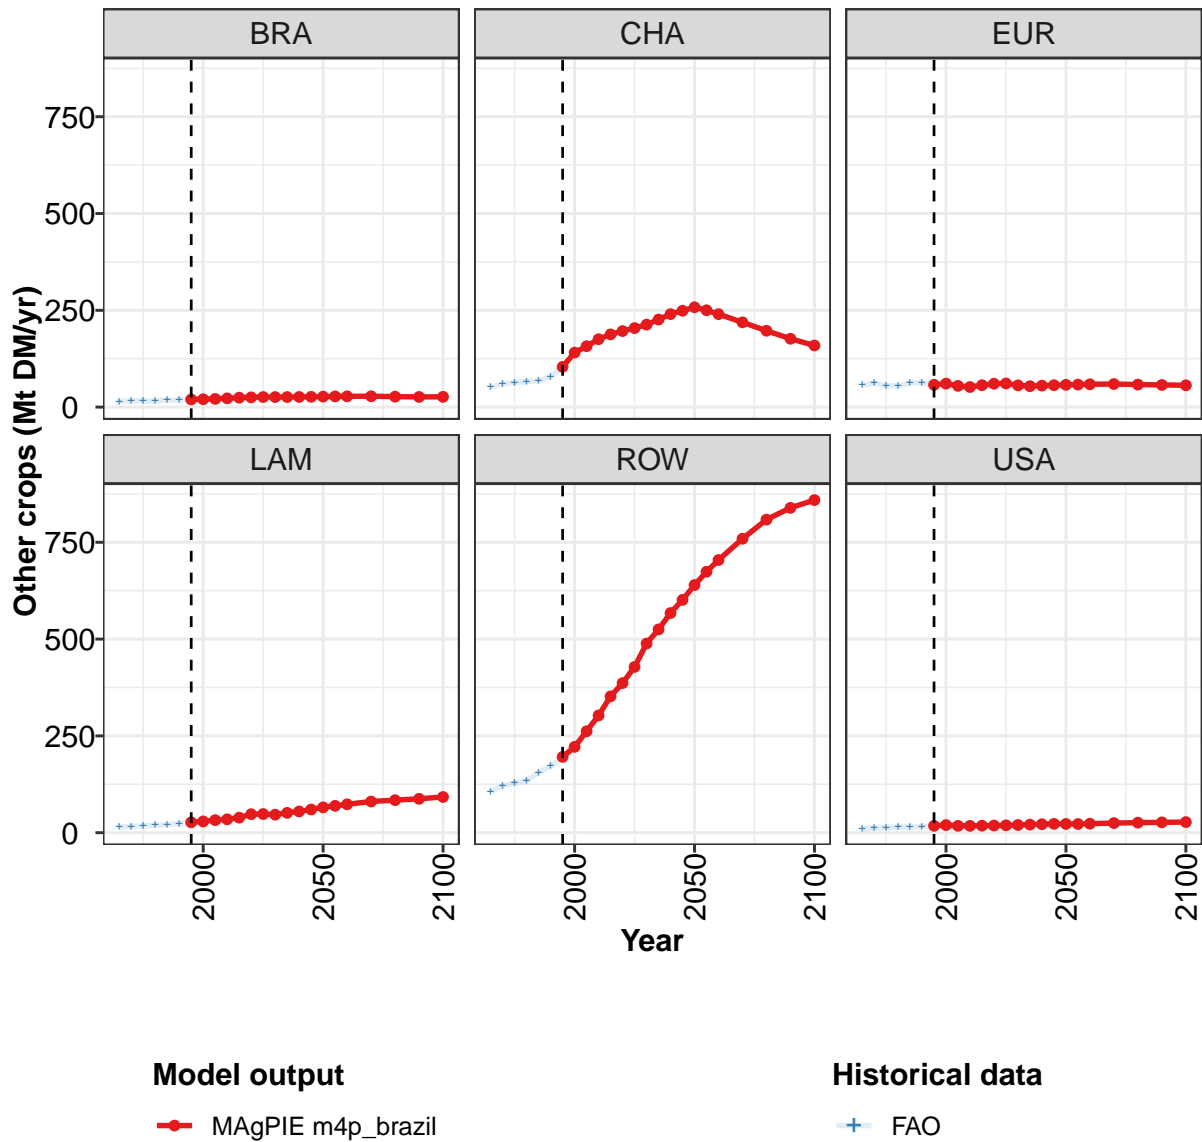 BRA
CHA
EUR
750
500
250
0
LAM
ROW
USA
750
500
250
0
Other crops (Mt DM/yr)
2000
2050
2100
2000
2050
2100
2000
2050
2100
Year
Model output
Historical data
MAgPIE m4p_brazil
FAO